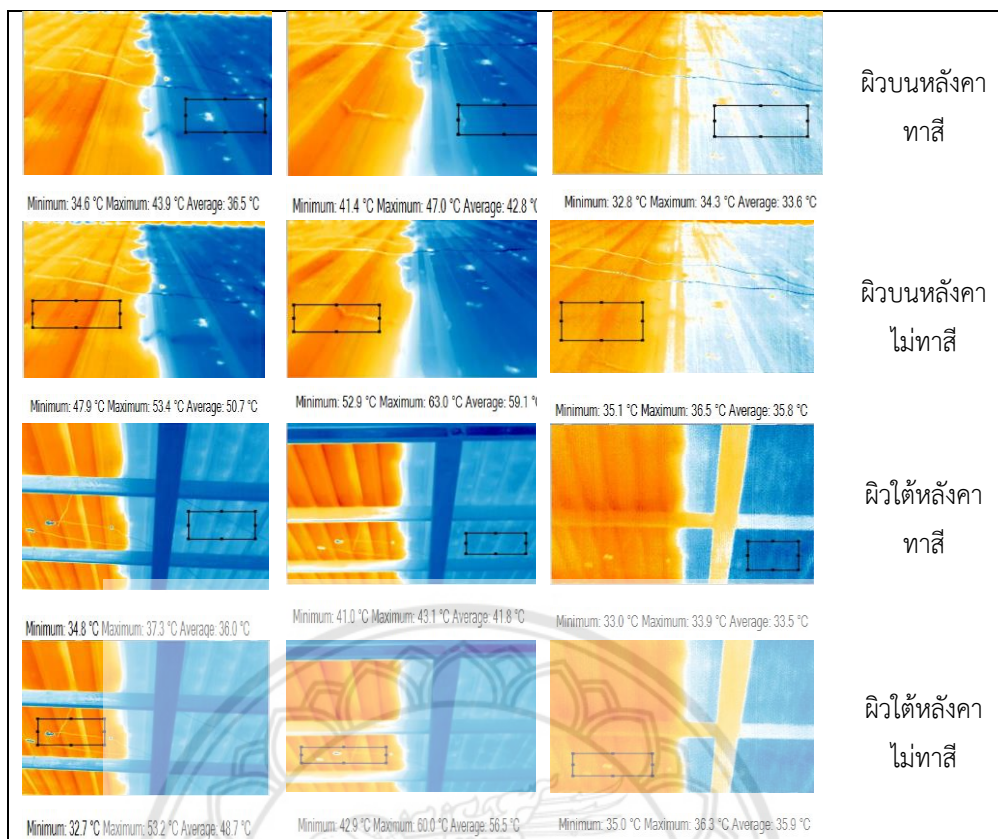 ผิวบนหลังคา
ทาสี
Minimum: 34.6 °C Maximum: 43.9 °C Average: 36.5 °C
Minimum: 41.4 °C Maximum: 47.0 °C Average: 42.8 °C
Minimum: 32.8 °C Maximum: 34.3 °C Average: 33.6 °C
ผิวบนหลังคา
ไม่ทาสี
Minimum: 47.9 °C Maximum: 53.4 °C Average: 50.7 °C
Minimum: 52.9 °C Maximum: 63.0 °C Average: 59.1 °C
Minimum: 35.1 °C Maximum: 36.5 °C Average: 35.8 °C
ผิวใต้หลังคา
ทาสี
Minimum: 34.8 °C Maximum: 37.3 °C Average: 36.0 °C
Minimum: 41.0 °C Maximum: 43.1 °C Average: 41.8 °C
Minimum: 33.0 °C Maximum: 33.9 °C Average: 33.5 °C
ผิวใต้หลังคา
ไม่ทาสี
Minimum: 32.7 °C Maximum: 53.2 °C Average: 48.7 °C
Minimum: 42.9 °C Maximum: 60.0 °C Average: 56.5 °C
Minimum: 35.0 °C Maximum: 36.3 °C Average: 35.9 °C